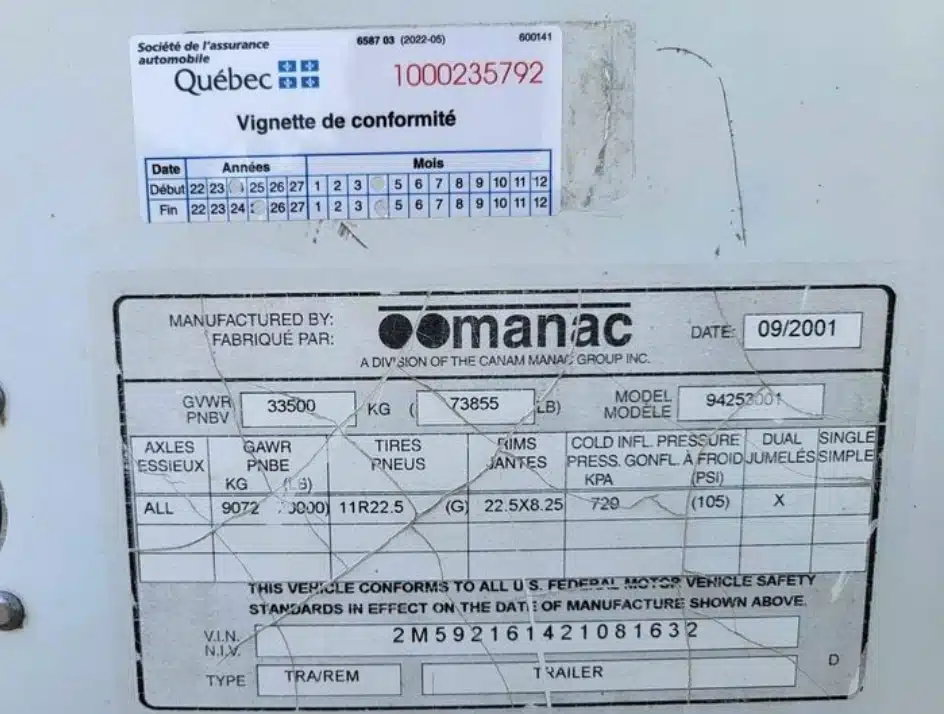 Société de l'assurance
automobile
Québec
6587 03 (2022-05)
600141
1000235792
Vignette de conformité
Date Années Mois
Début 22 23 25 26 27 1 2 3 5 6 7 8 9 10 11 12
Fin 22 23 24 26 27 1 2 3 5 6 7 8 9 10 11 12
MANUFACTURED BY:
FABRIQUÉ PAR:
manac
A DIVISION OF THE CANAM MANAC GROUP INC.
DATE: 09/2001
GVWR
PNBV
33500 KG ( 73855 LB)
MODEL
MODÈLE
94253001
AXLES
ESSIEUX
GAWR
PNBE
KG (LB)
TIRES
PNEUS
RIMS
JANTES
COLD INFL. PRESSURE
PRESS. GONFL. À FROID
KPA (PSI)
DUAL
JUMELÉS
SINGLE
SIMPLE
ALL 9072 11R22.5 (G) 22.5X8.25 720 (105) X
THIS VEHICLE CONFORMS TO ALL U.S. FEDERAL MOTOR VEHICLE SAFETY
STANDARDS IN EFFECT ON THE DATE OF MANUFACTURE SHOWN ABOVE.
V.I.N.
N.I.V.
2M592161421081632
TYPE TRA/REM TRAILER
D